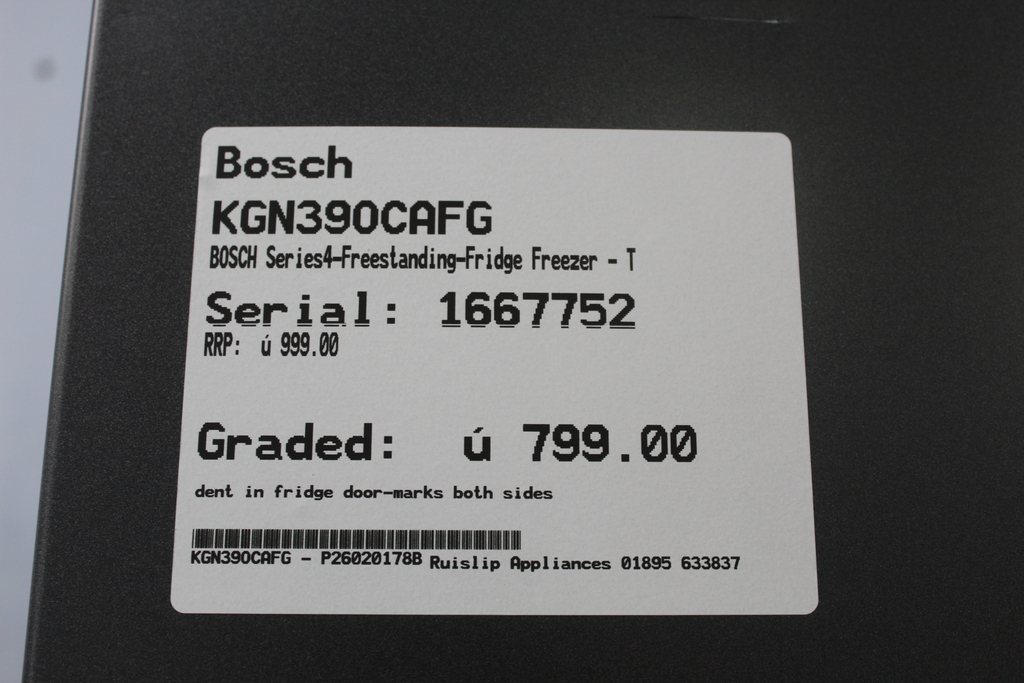 Bosch
KGN390CAFG
BOSCH Series4-Freestanding-Fridge Freezer - T
Serial: 1667752
RRP: ú 999.00
Graded: ú 799.00
dent in fridge door-marks both sides
KGN390CAFG - P26020178B Ruislip Appliances 01895 633837